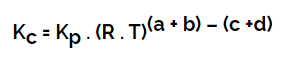 Kc = Kp . (R . T)(a + b) – (c +d)